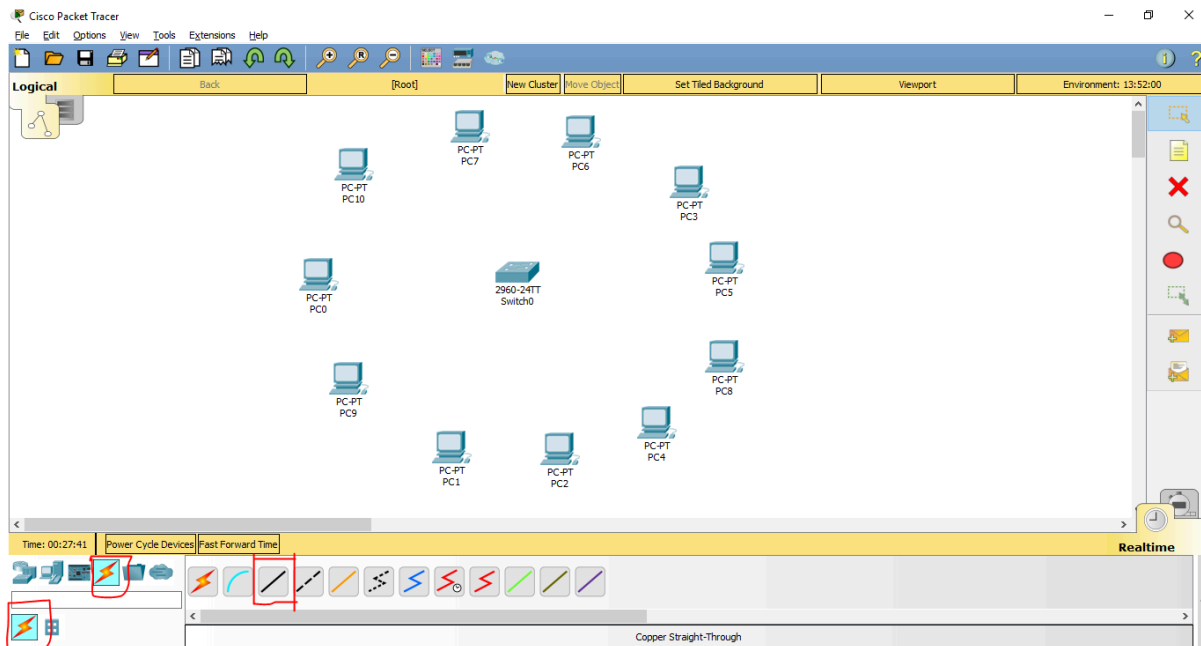 Cisco Packet Tracer
File Edit Options View Tools Extensions Help
Logical
Back
[Root]
New Cluster
Move Object
Set Tiled Background
Viewport
Environment: 13:52:00
PC-PT
PC7
PC-PT
PC6
PC-PT
PC10
PC-PT
PC3
PC-PT
PC5
2960-24TT
Switch0
PC-PT
PC0
PC-PT
PC8
PC-PT
PC9
PC-PT
PC4
PC-PT
PC1
PC-PT
PC2
Time: 00:27:41
Power Cycle Devices
Fast Forward Time
Realtime
Copper Straight-Through